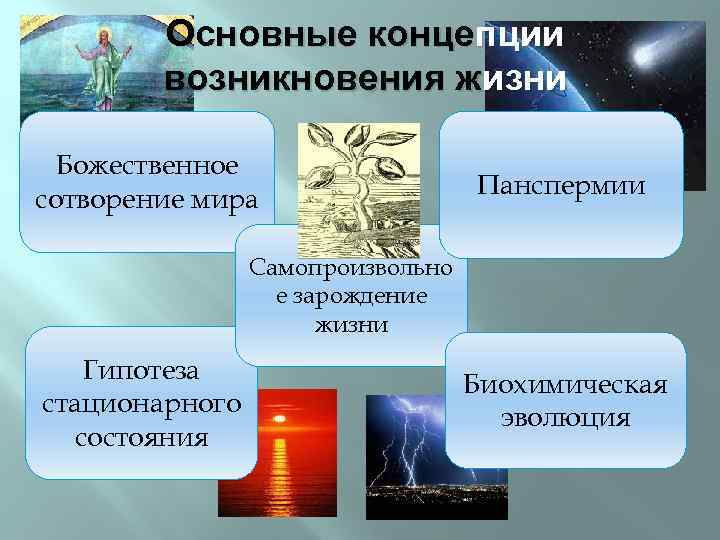 Основные концепции
возникновения жизни
Божественное
сотворение мира
Панспермии
Самопроизвольно
е зарождение
жизни
Гипотеза
стационарного
состояния
Биохимическая
эволюция